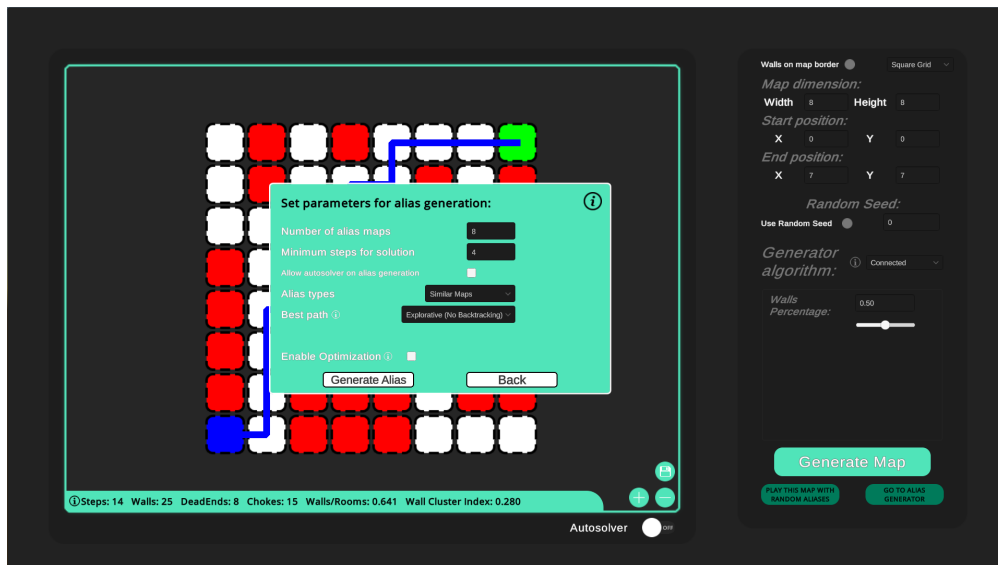 Walls on map border
Square Grid
Map dimension:
Width 8 Height 8
Start position:
X 0 Y 0
End position:
X 7 Y 7
Random Seed:
Use Random Seed 0
Generator
algorithm:
Connected
Walls
Percentage:
0.50
Generate Map
PLAY THIS MAP WITH
RANDOM ALIASES
GO TO ALIAS
GENERATOR
Set parameters for alias generation:
Number of alias maps 8
Minimum steps for solution 4
Allow autosolver on alias generation
Alias types Similar Maps
Best path Explorative (No Backtracking)
Enable Optimization
Generate Alias Back
Steps: 14 Walls: 25 DeadEnds: 8 Chokes: 15 Walls/Rooms: 0.641 Wall Cluster Index: 0.280
Autosolver OFF